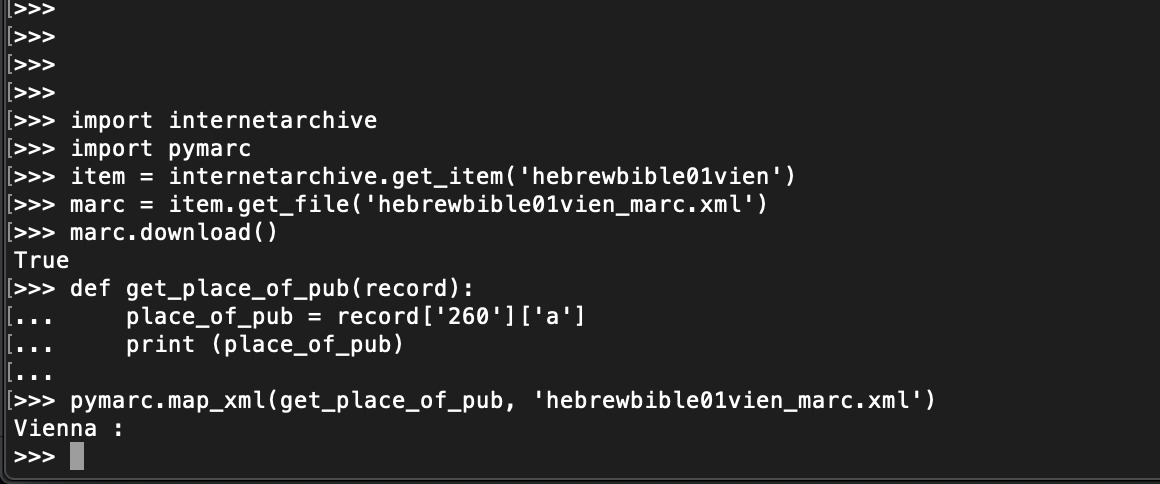 [>>>
[>>>
[>>>
[>>>
[>>> import internetarchive
[>>> import pymarc
[>>> item = internetarchive.get_item('hebrewbible01vien')
[>>> marc = item.get_file('hebrewbible01vien_marc.xml')
[>>> marc.download()
True
[>>> def get_place_of_pub(record):
[...     place_of_pub = record['260']['a']
[...     print (place_of_pub)
[...
[>>> pymarc.map_xml(get_place_of_pub, 'hebrewbible01vien_marc.xml')
Vienna :
>>>